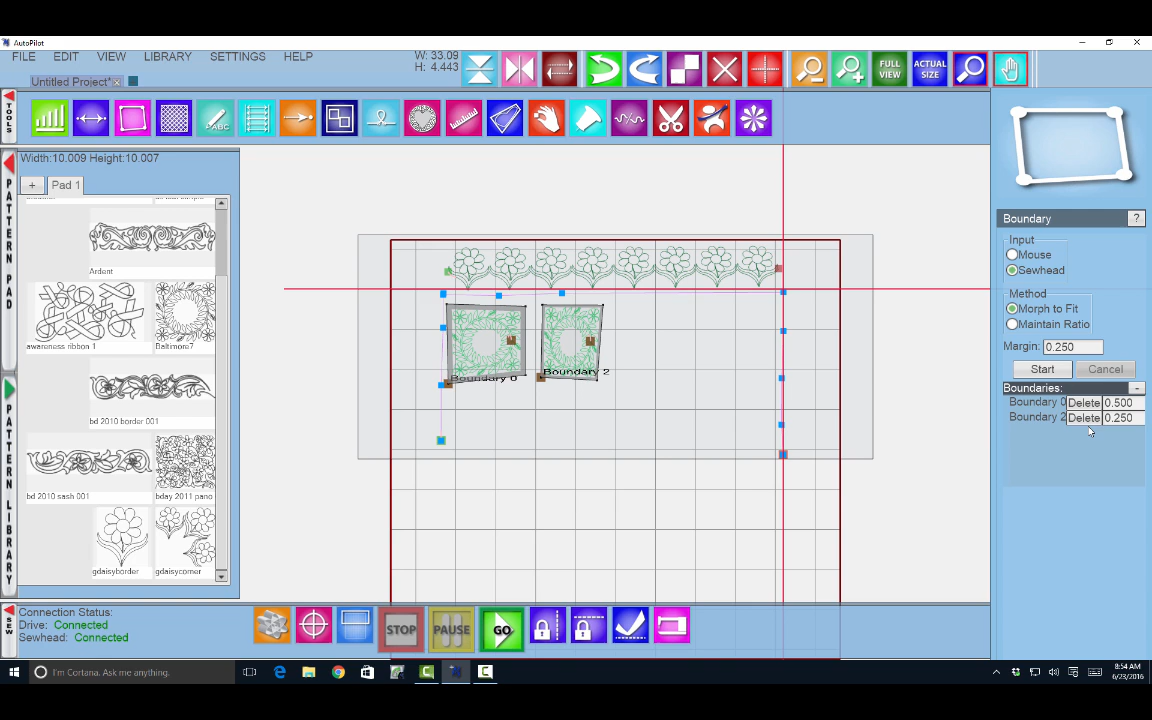 AutoPilot
FILE EDIT VIEW LIBRARY SETTINGS HELP
W: 33.09
H: 4.443
FULL VIEW
ACTUAL SIZE
Untitled Project*
TOOLS
ABC
Width:10.009 Height:10.007
+ Pad 1
PATTERN PAD
Ardent
awareness ribbon 1 Baltimore7
bd 2010 border 001
bd 2010 sash 001 bday 2011 pano
gdaisyborder gdaisycorner
PATTERN LIBRARY
Boundary 0 Boundary 2
Boundary ?
Input
Mouse
Sewhead
Method
Morph to Fit
Maintain Ratio
Margin: 0.250
Start Cancel
Boundaries: -
Boundary 0 Delete 0.500
Boundary 2 Delete 0.250
SEW
Connection Status:
Drive: Connected
Sewhead: Connected
STOP PAUSE GO
I'm Cortana. Ask me anything.
8:54 AM
6/23/2016